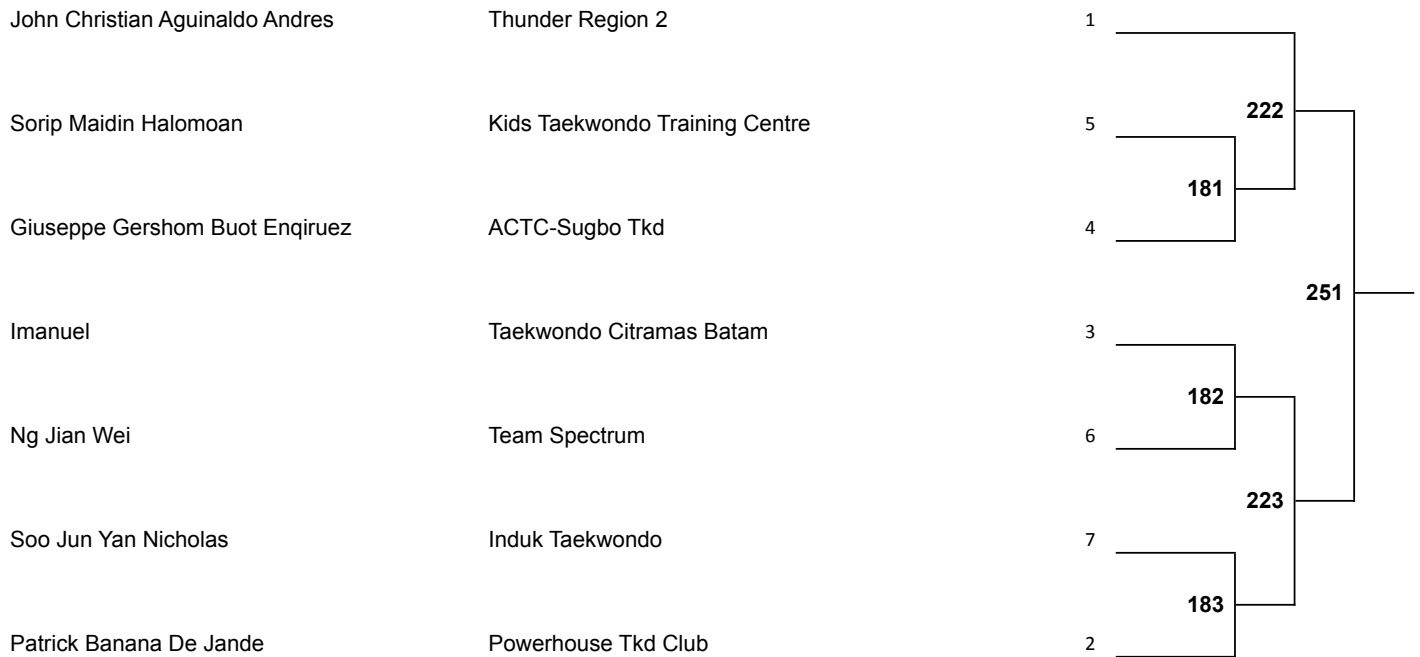 John Christian Aguinaldo Andres Thunder Region 2 1
222
Sorip Maidin Halomoan Kids Taekwondo Training Centre 5
181
Giuseppe Gershom Buot Enqiruez ACTC-Sugbo Tkd 4
251
Imanuel Taekwondo Citramas Batam 3
182
Ng Jian Wei Team Spectrum 6
223
Soo Jun Yan Nicholas Induk Taekwondo 7
183
Patrick Banana De Jande Powerhouse Tkd Club 2